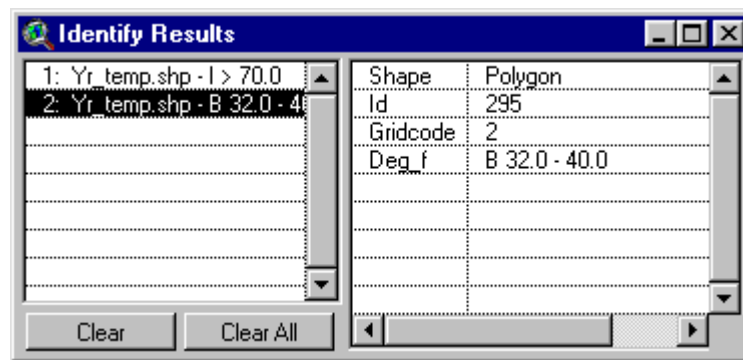 Identify Results
1: Yr_temp.shp - I > 70.0
2: Yr_temp.shp - B 32.0 - 4
Shape Polygon
Id 295
Gridcode 2
Deg_f B 32.0 - 40.0
Clear Clear All